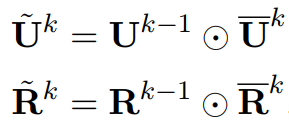 Ũ^k = U^{k−1} ⊙ U̅^k
R̃^k = R^{k−1} ⊙ R̅^k